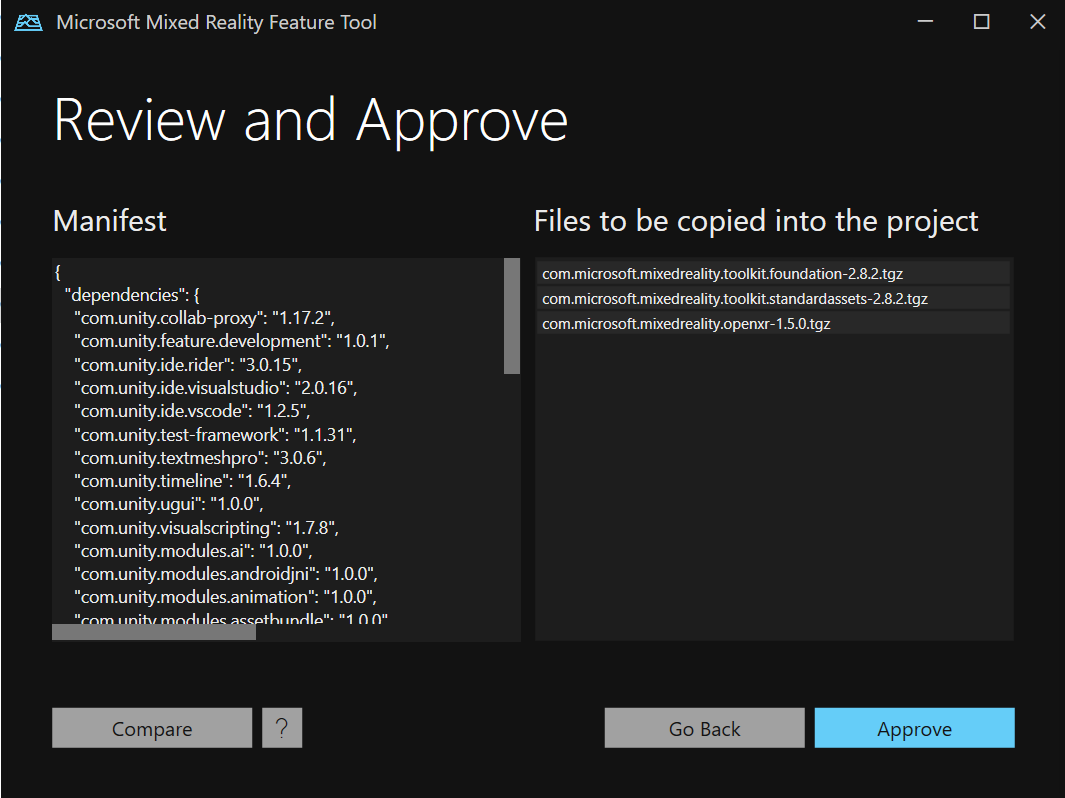 Microsoft Mixed Reality Feature Tool
Review and Approve
Manifest
{
"dependencies": {
"com.unity.collab-proxy": "1.17.2",
"com.unity.feature.development": "1.0.1",
"com.unity.ide.rider": "3.0.15",
"com.unity.ide.visualstudio": "2.0.16",
"com.unity.ide.vscode": "1.2.5",
"com.unity.test-framework": "1.1.31",
"com.unity.textmeshpro": "3.0.6",
"com.unity.timeline": "1.6.4",
"com.unity.ugui": "1.0.0",
"com.unity.visualscripting": "1.7.8",
"com.unity.modules.ai": "1.0.0",
"com.unity.modules.androidjni": "1.0.0",
"com.unity.modules.animation": "1.0.0",
"com.unity.modules.assetbundle": "1.0.0"
Files to be copied into the project
com.microsoft.mixedreality.toolkit.foundation-2.8.2.tgz
com.microsoft.mixedreality.toolkit.standardassets-2.8.2.tgz
com.microsoft.mixedreality.openxr-1.5.0.tgz
Compare
?
Go Back
Approve